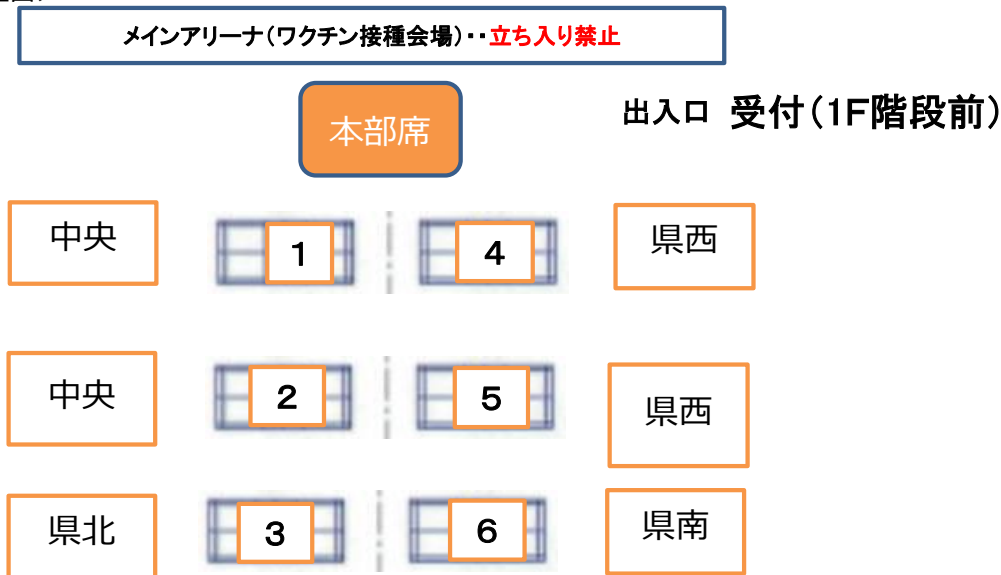 メインアリーナ(ワクチン接種会場)・・立ち入り禁止
本部席
出入口 受付(1F階段前)
中央 1 4 県西
中央 2 5 県西
県北 3 6 県南